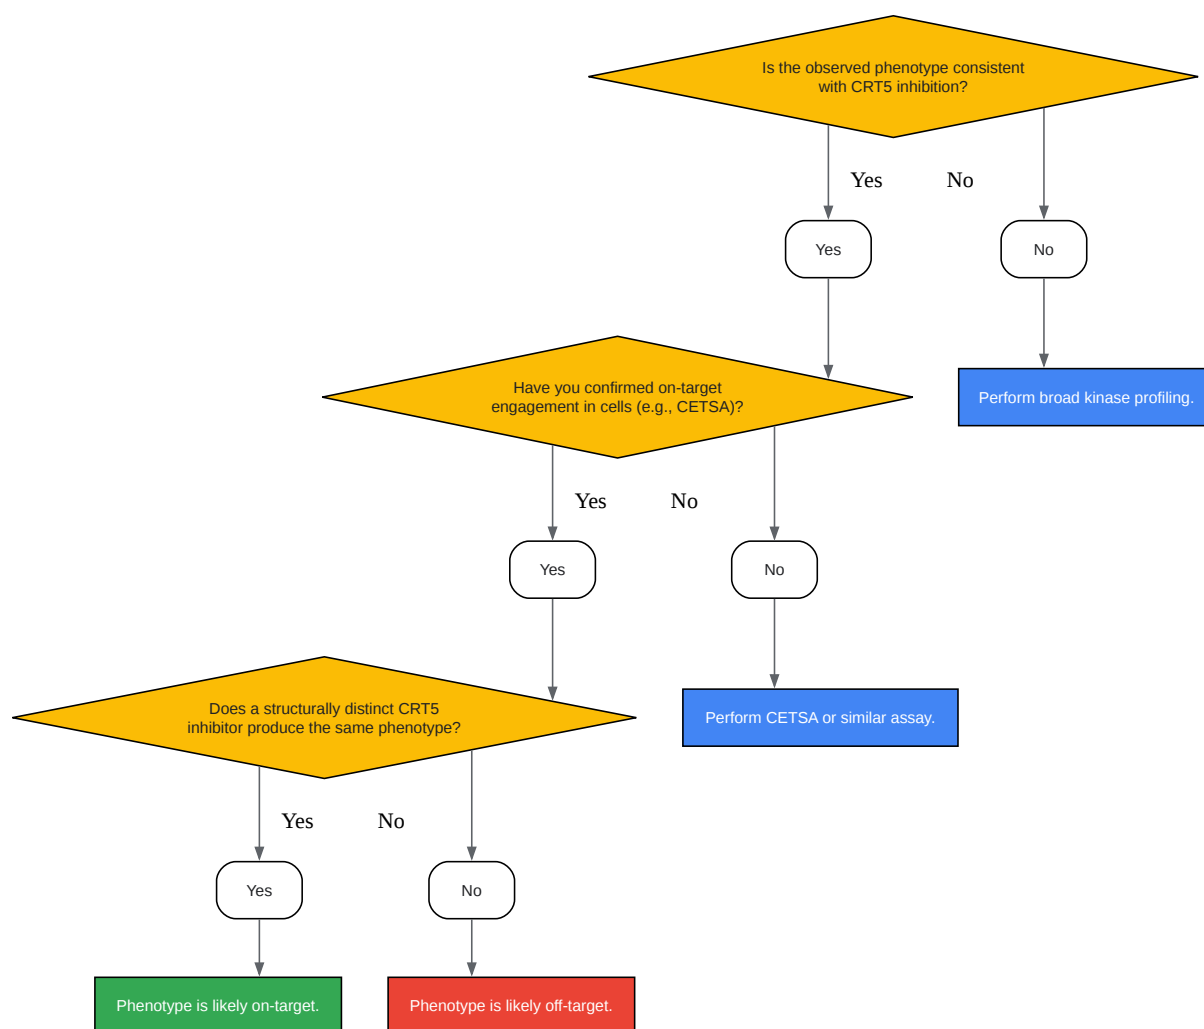 Is the observed phenotype consistent
with CRT5 inhibition?
Yes
No
Yes
No
Have you confirmed on-target
engagement in cells (e.g., CETSA)?
Perform broad kinase profiling.
Yes
No
Yes
No
Does a structurally distinct CRT5
inhibitor produce the same phenotype?
Perform CETSA or similar assay.
Yes
No
Yes
No
Phenotype is likely on-target.
Phenotype is likely off-target.